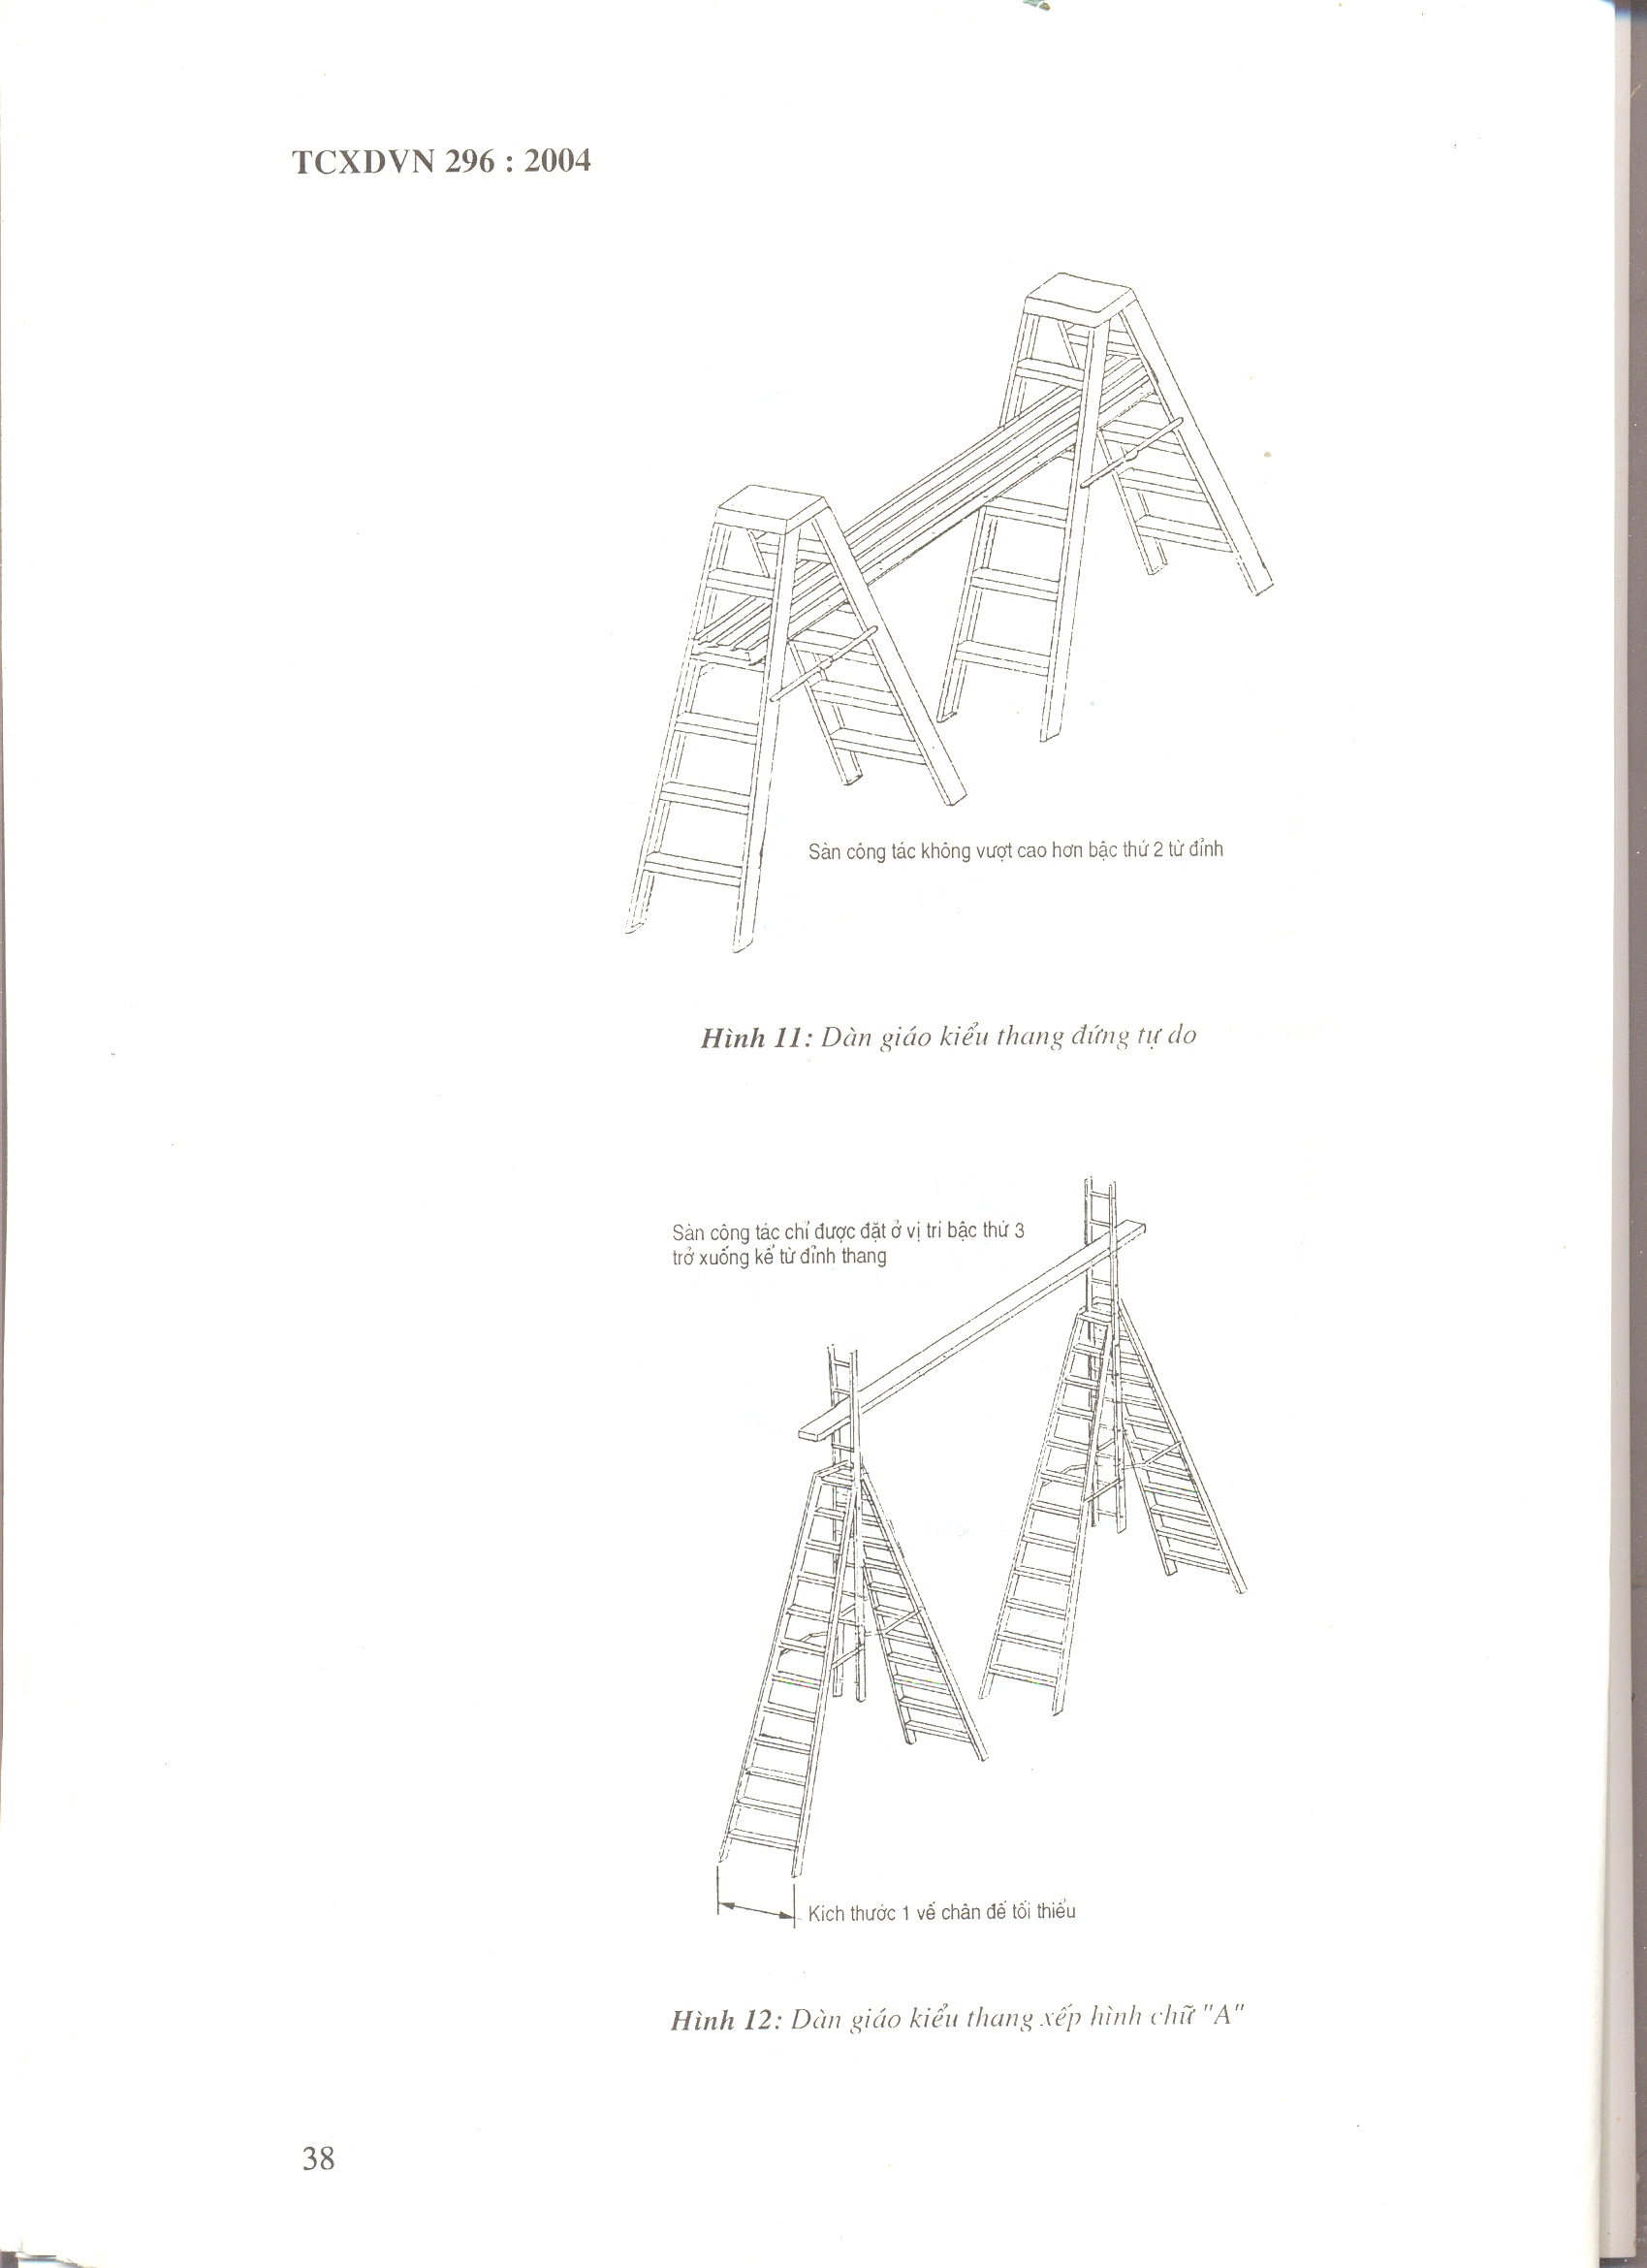 TCXDVN 296 : 2004
Sàn công tác không vượt cao hơn bậc thứ 2 từ đỉnh
Hình 11: Dàn giáo kiểu thang đứng tự do
Sàn công tác chỉ được đặt ở vị trí bậc thứ 3
trở xuống kể từ đỉnh thang
Kích thước 1 vế chân đế tối thiểu
Hình 12: Dàn giáo kiểu thang xếp hình chữ "A"
38